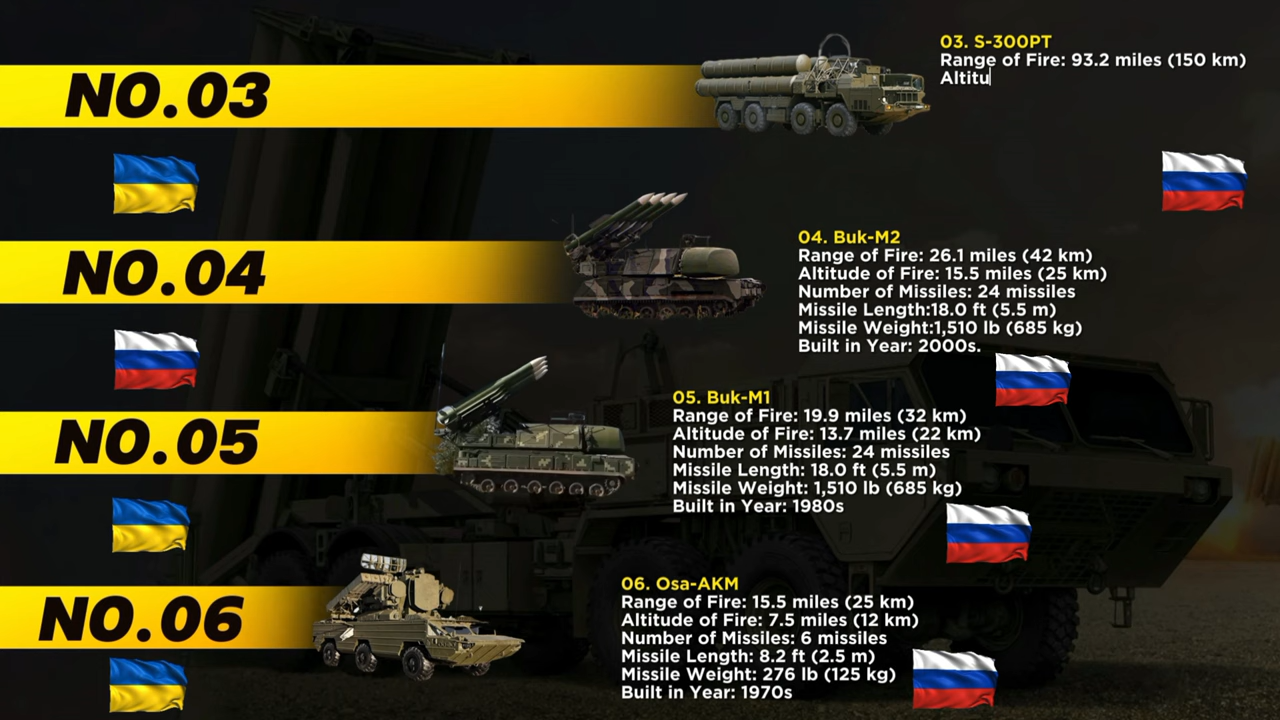 NO.03
03. S-300PT
Range of Fire: 93.2 miles (150 km)
Altitu
NO.04
04. Buk-M2
Range of Fire: 26.1 miles (42 km)
Altitude of Fire: 15.5 miles (25 km)
Number of Missiles: 24 missiles
Missile Length:18.0 ft (5.5 m)
Missile Weight:1,510 lb (685 kg)
Built in Year: 2000s.
NO.05
05. Buk-M1
Range of Fire: 19.9 miles (32 km)
Altitude of Fire: 13.7 miles (22 km)
Number of Missiles: 24 missiles
Missile Length: 18.0 ft (5.5 m)
Missile Weight: 1,510 lb (685 kg)
Built in Year: 1980s
NO.06
06. Osa-AKM
Range of Fire: 15.5 miles (25 km)
Altitude of Fire: 7.5 miles (12 km)
Number of Missiles: 6 missiles
Missile Length: 8.2 ft (2.5 m)
Missile Weight: 276 lb (125 kg)
Built in Year: 1970s